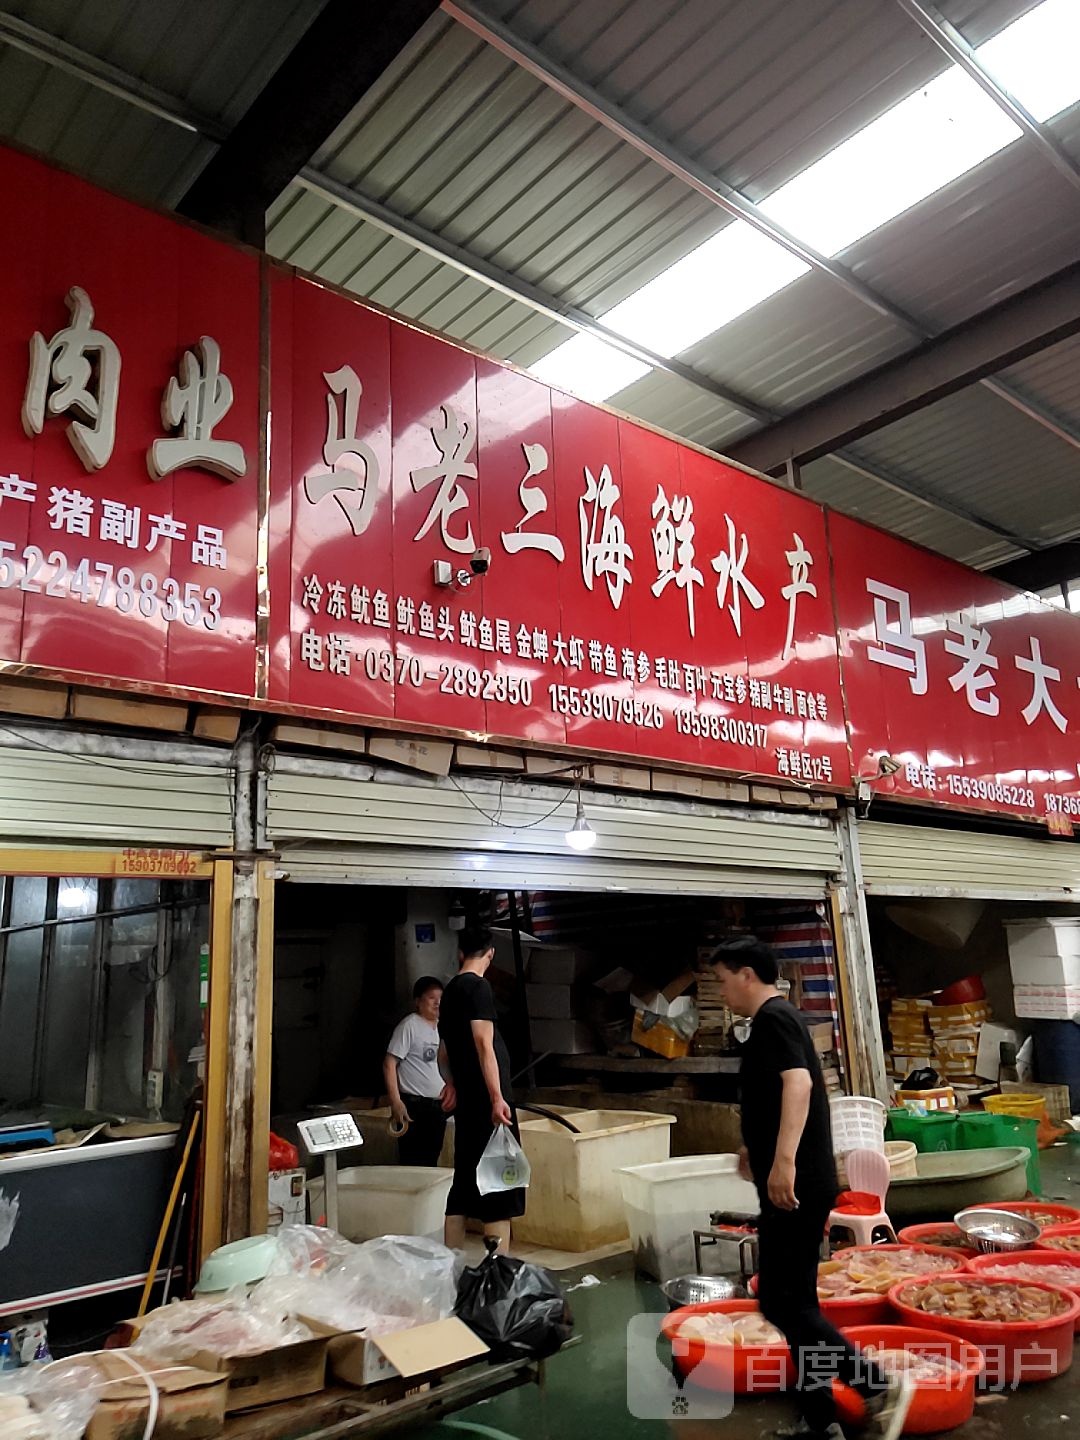 肉业
产猪副产品
5224788353
马老三海鲜水产
冷冻鱿鱼 鱿鱼头 鱿鱼尾 金蝉 大虾 带鱼 海参 毛肚 百叶 元宝参 猪副 牛副 面食等
电话·0370-2892350 15539079526 13598300317
海鲜区12号
马老大
电话: 15539085228 18736
15903709002
百度地图用户